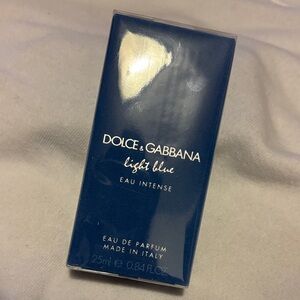 DOLCE & GABBANA
light blue
EAU INTENSE
EAU DE PARFUM
MADE IN ITALY
25ml e 0.84 FL.OZ.